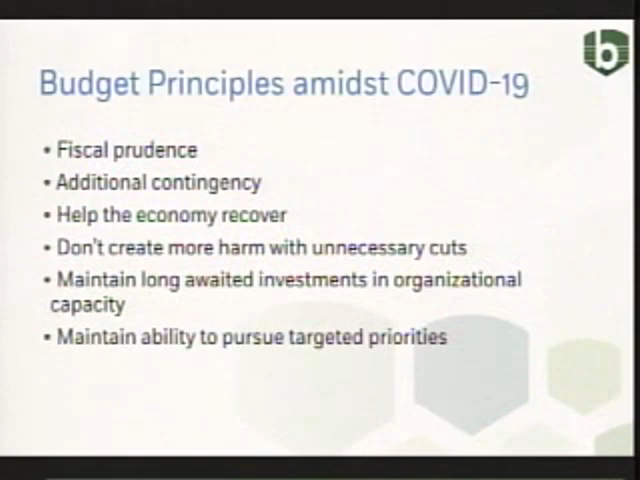 b
Budget Principles amidst COVID-19
• Fiscal prudence
• Additional contingency
• Help the economy recover
• Don't create more harm with unnecessary cuts
• Maintain long awaited investments in organizational
capacity
• Maintain ability to pursue targeted priorities